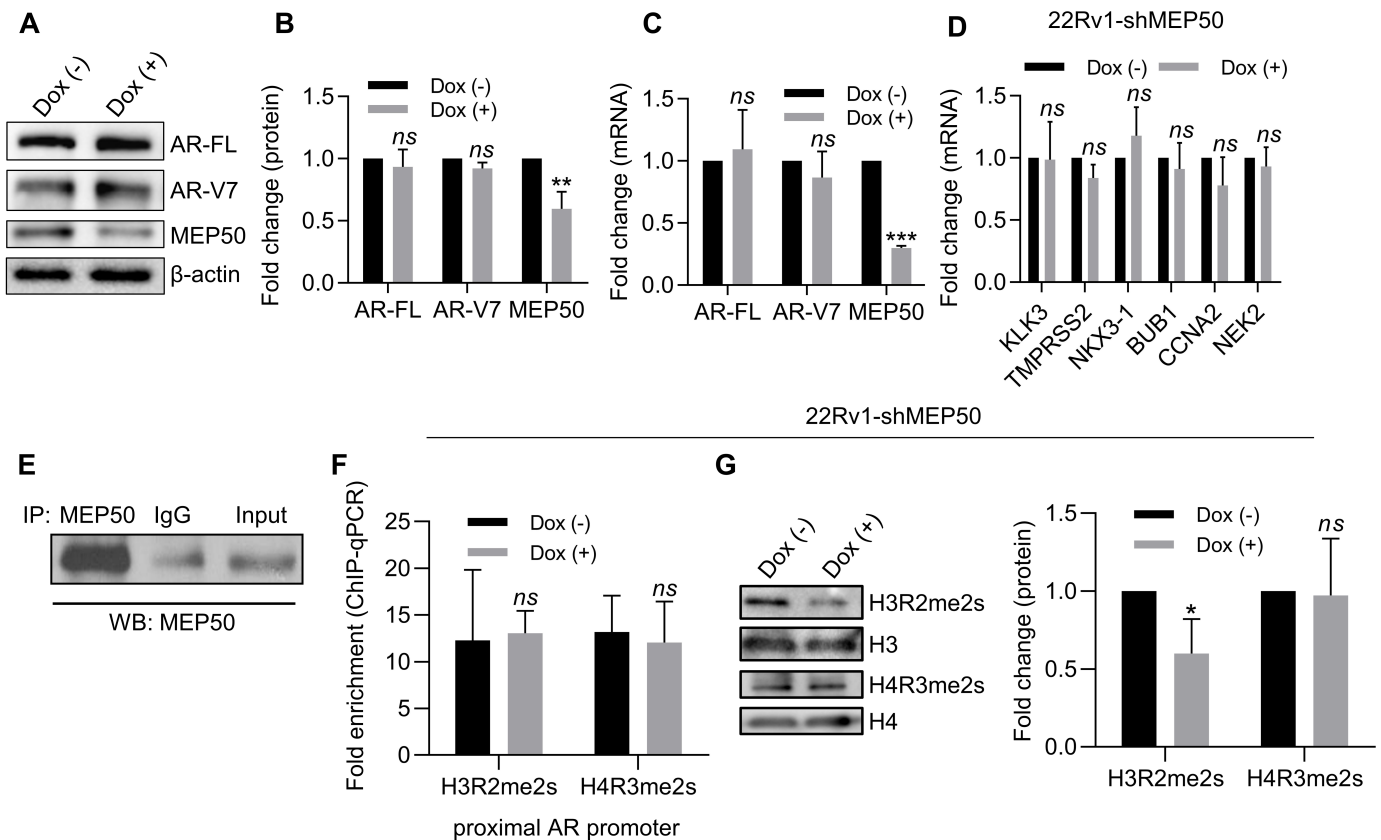 A
Dox (-)
Dox (+)
AR-FL
AR-V7
MEP50
β-actin
B
Fold change (protein)
1.5
1.0
0.5
0.0
Dox (-)
Dox (+)
ns
ns
**
AR-FL AR-V7 MEP50
C
Fold change (mRNA)
1.5
1.0
0.5
0.0
Dox (-)
Dox (+)
ns
ns
***
AR-FL AR-V7 MEP50
D
22Rv1-shMEP50
Dox (-) Dox (+)
Fold change (mRNA)
1.5
1.0
0.5
0.0
ns
ns
ns
ns
ns
ns
KLK3
TMPRSS2
NKX3-1
BUB1
CCNA2
NEK2
22Rv1-shMEP50
E
IP: MEP50 IgG Input
WB: MEP50
F
Fold enrichment (ChIP-qPCR)
25
20
15
10
5
0
Dox (-)
Dox (+)
ns
ns
H3R2me2s H4R3me2s
proximal AR promoter
G
Dox (-)
Dox (+)
H3R2me2s
H3
H4R3me2s
H4
Fold change (protein)
1.5
1.0
0.5
0.0
Dox (-)
Dox (+)
*
ns
H3R2me2s H4R3me2s